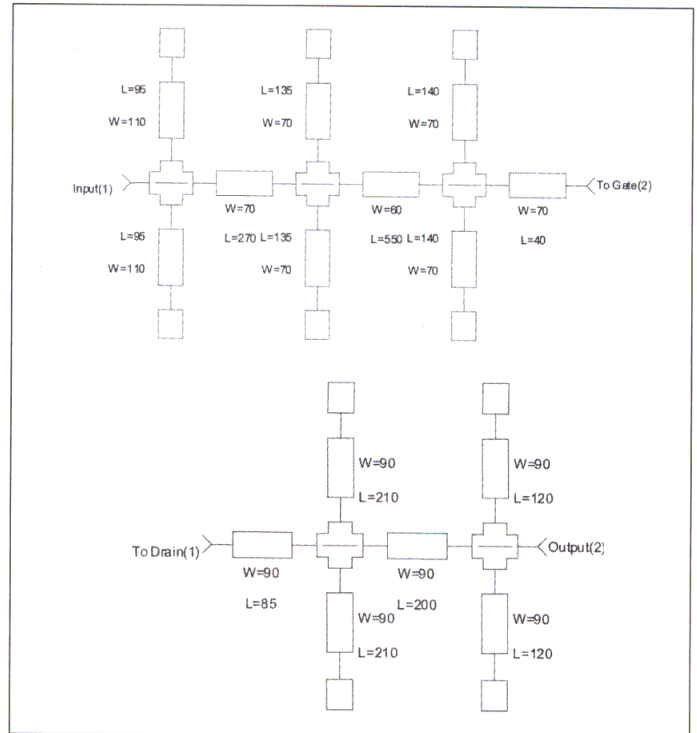 L=95 L=135 L=140
W=110 W=70 W=70
Input(1) To Gate(2)
W=70 W=60 W=70
L=95 L=270 L=135 L=550 L=140 L=40
W=110 W=70 W=70
W=90 W=90
L=210 L=120
To Drain(1) Output(2)
W=90 W=90
L=85 L=200
W=90 W=90
L=210 L=120